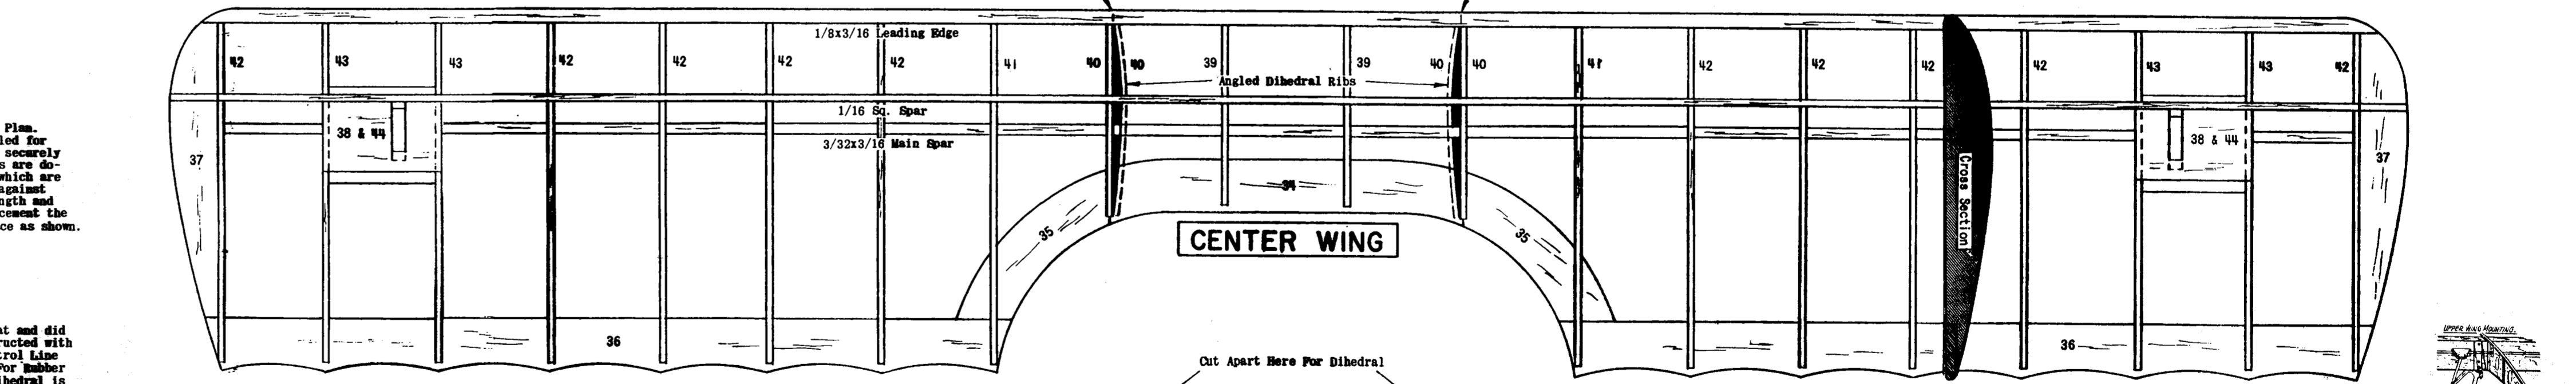 Plan.
led for
securely
s are do-
which are
against
ngth and
cement the
ce as shown.
at and did
ructed with
trol Line
For Rubber
ihedral is
1/8x3/16 Leading Edge
42 43 43 42 42 42 42 41 40 40 39 39 40 40 41 42 42 42 42 43 43 42
Angled Dihedral Ribs
1/16 Sq. Spar
38 & 44
38 & 44
3/32x3/16 Main Spar
37
37
34
35
35
Cross Section
CENTER WING
36
36
Cut Apart Here For Dihedral
UPPER WING MOUNTING.